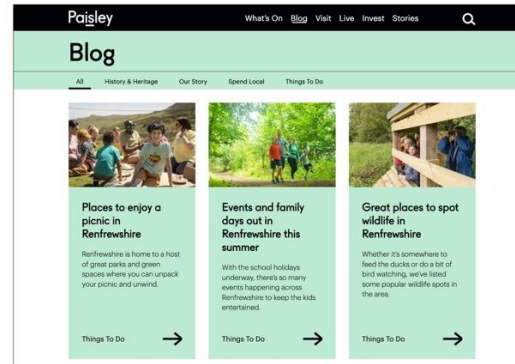 Paisley
What's On Blog Visit Live Invest Stories
Blog
All History & Heritage Our Story Spend Local Things To Do
Places to enjoy a
picnic in
Renfrewshire
Renfrewshire is home to a host
of great parks and green
spaces where you can unpack
your picnic and unwind.
Things To Do
Events and family
days out in
Renfrewshire this
summer
With the school holidays
underway, there's so many
events happening across
Renfrewshire to keep the kids
entertained.
Things To Do
Great places to spot
wildlife in
Renfrewshire
Whether it's somewhere to
feed the ducks or do a bit of
bird watching, we've listed
some popular wildlife spots in
the area.
Things To Do